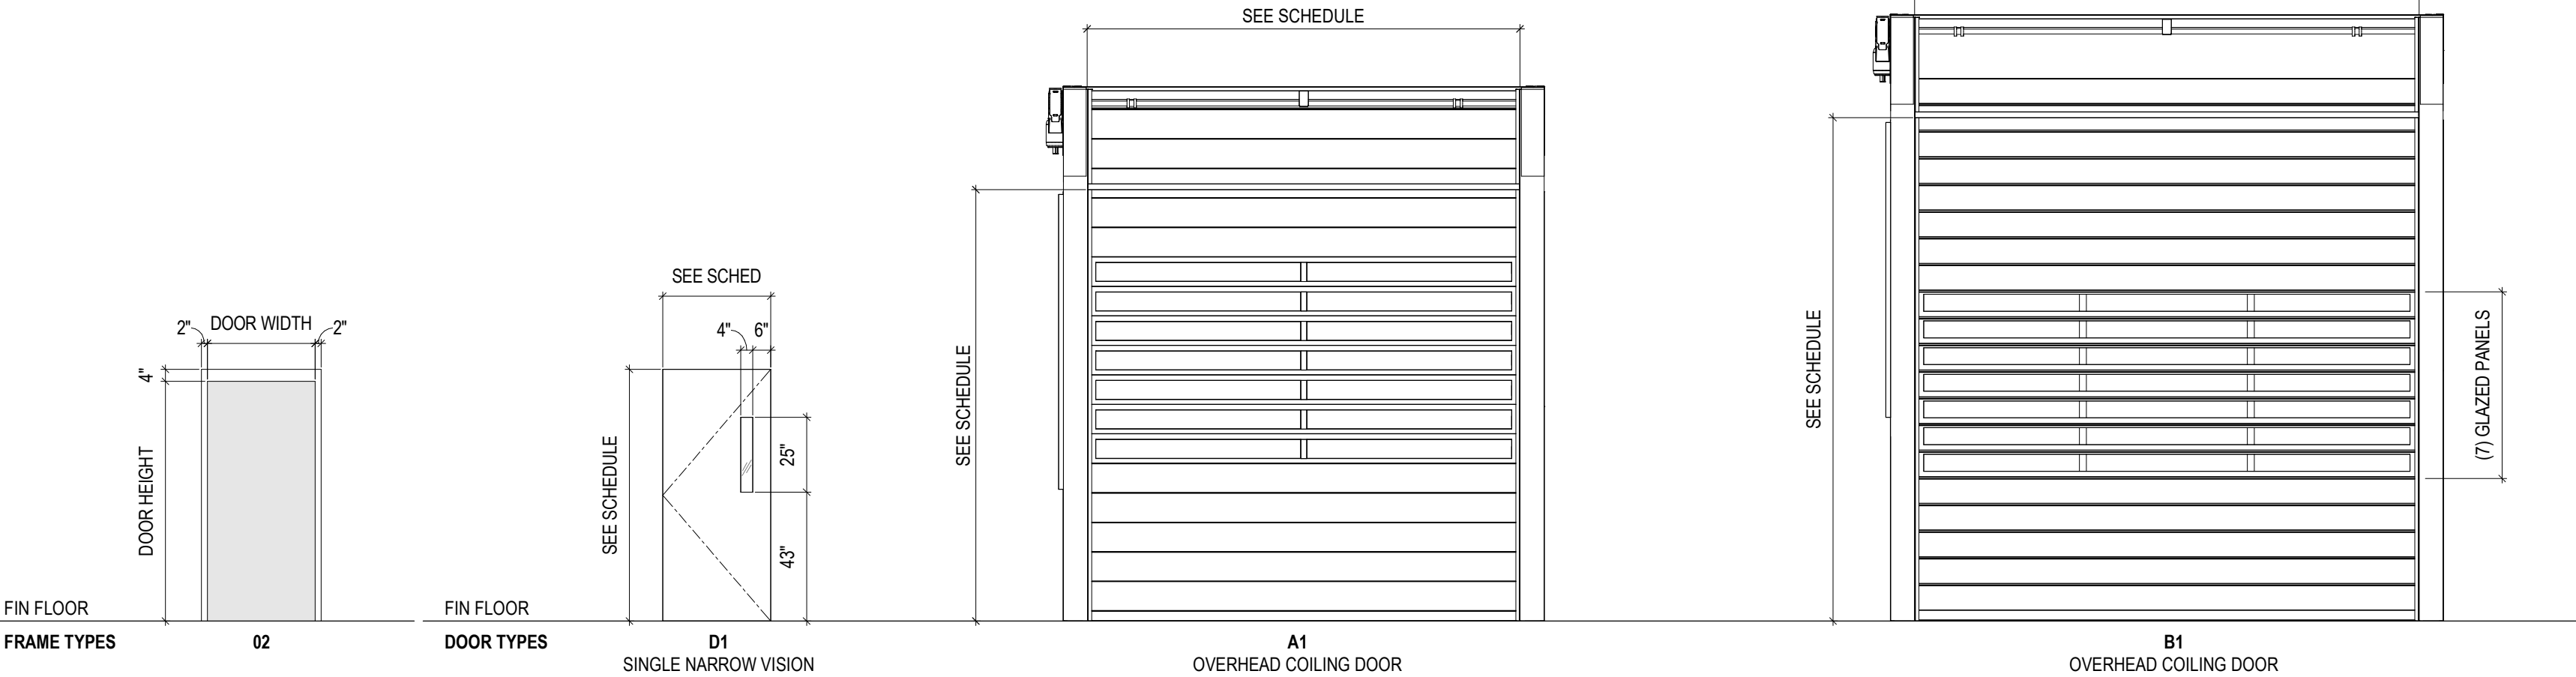 SEE SCHEDULE
SEE SCHED
2"
DOOR WIDTH
2"
4"
DOOR HEIGHT
4"
6"
SEE SCHEDULE
25"
43"
SEE SCHEDULE
SEE SCHEDULE
(7) GLAZED PANELS
FIN FLOOR
FIN FLOOR
FRAME TYPES
02
DOOR TYPES
D1
SINGLE NARROW VISION
A1
OVERHEAD COILING DOOR
B1
OVERHEAD COILING DOOR